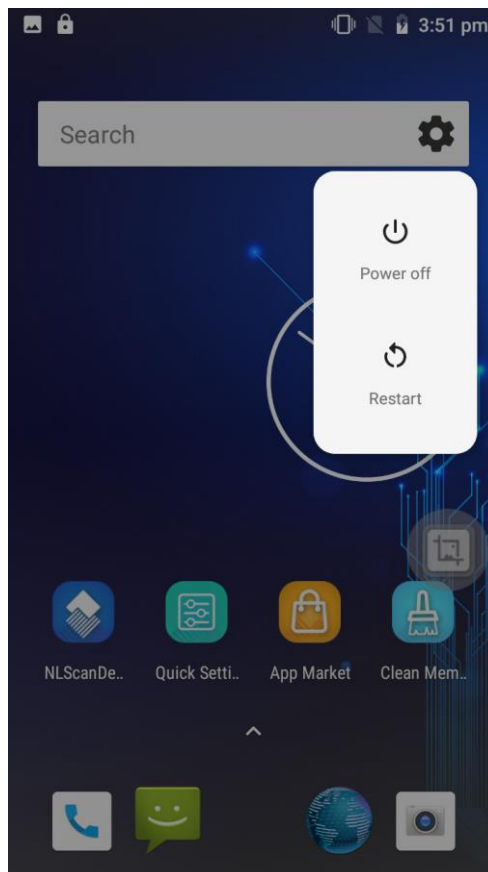 3:51 pm
Search
Power off
Restart
NLScanDe..
Quick Setti..
App Market
Clean Mem..